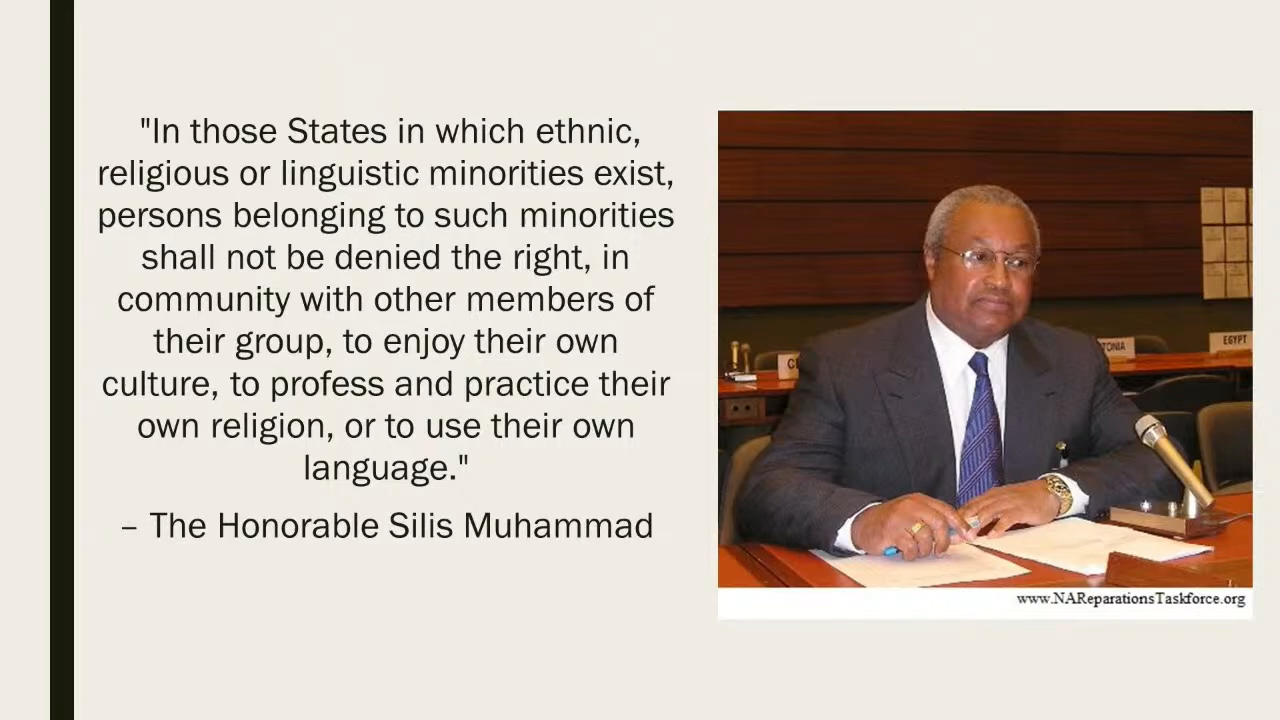 "In those States in which ethnic,
religious or linguistic minorities exist,
persons belonging to such minorities
shall not be denied the right, in
community with other members of
their group, to enjoy their own
culture, to profess and practice their
own religion, or to use their own
language."
– The Honorable Silis Muhammad
TONIA
EGYPT
www.NAReparationsTaskforce.org